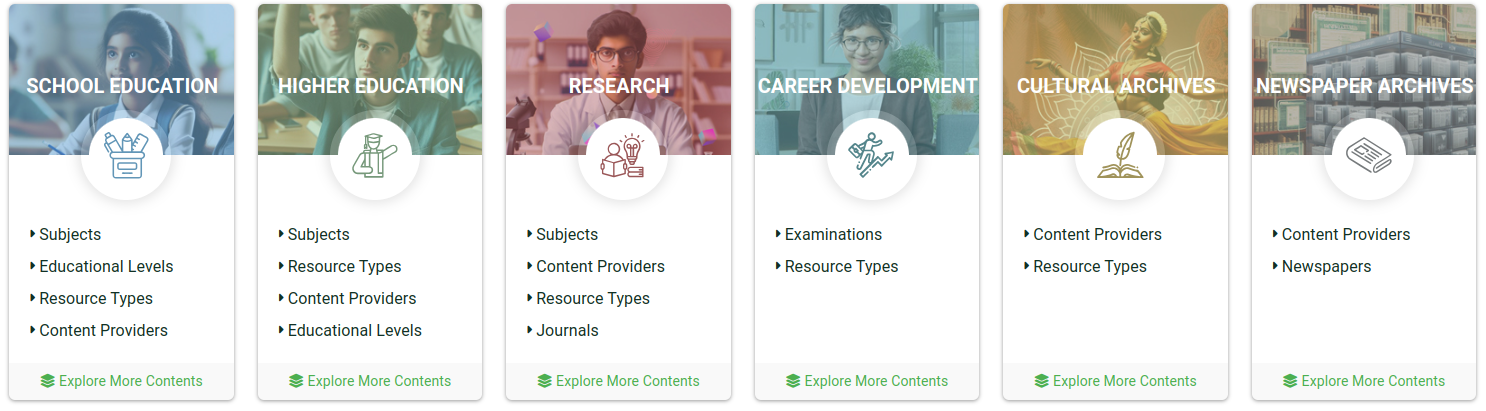 SCHOOL EDUCATION
Subjects
Educational Levels
Resource Types
Content Providers
Explore More Contents
HIGHER EDUCATION
Subjects
Resource Types
Content Providers
Educational Levels
Explore More Contents
RESEARCH
Subjects
Content Providers
Resource Types
Journals
Explore More Contents
CAREER DEVELOPMENT
Examinations
Resource Types
Explore More Contents
CULTURAL ARCHIVES
Content Providers
Resource Types
Explore More Contents
NEWSPAPER ARCHIVES
Content Providers
Newspapers
Explore More Contents